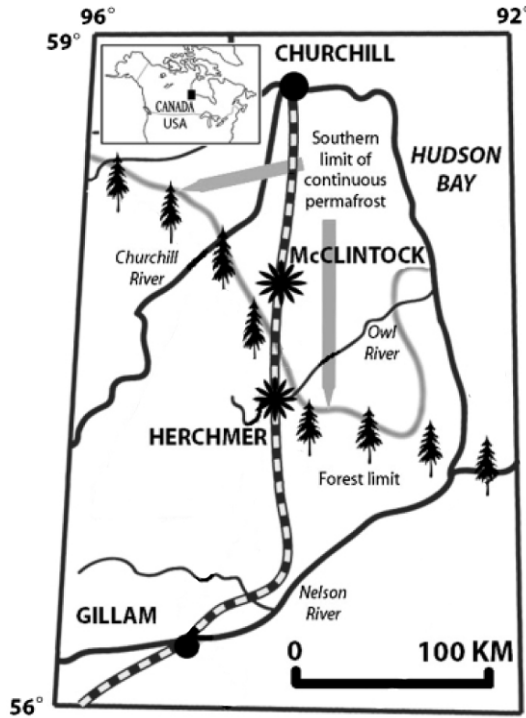 96°
92°
59°
CHURCHILL
CANADA
USA
Southern
limit of
continuous
permafrost
HUDSON
BAY
McCLINTOCK
Churchill
River
Owl
River
HERCHMER
Forest limit
Nelson
River
GILLAM
0 100 KM
56°